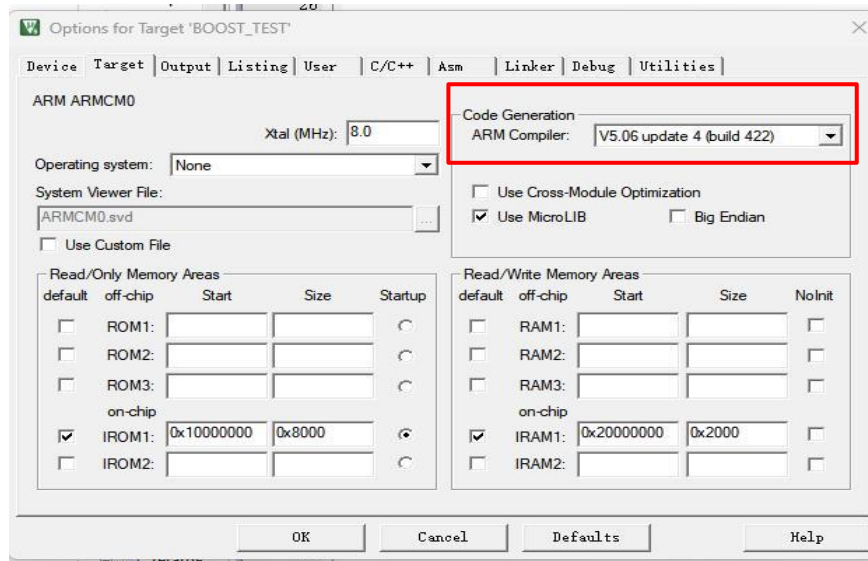 Options for Target 'BOOST_TEST'
Device Target Output Listing User C/C++ Asm Linker Debug Utilities
ARM ARMCM0
Xtal (MHz): 8.0
Operating system: None
System Viewer File:
ARMCM0.svd ...
Use Custom File
Code Generation
ARM Compiler: V5.06 update 4 (build 422)
Use Cross-Module Optimization
Use MicroLIB Big Endian
Read/Only Memory Areas
default off-chip Start Size Startup
ROM1:
ROM2:
ROM3:
on-chip
IROM1: 0x10000000 0x8000
IROM2:
Read/Write Memory Areas
default off-chip Start Size NoInit
RAM1:
RAM2:
RAM3:
on-chip
IRAM1: 0x20000000 0x2000
IRAM2:
OK Cancel Defaults Help